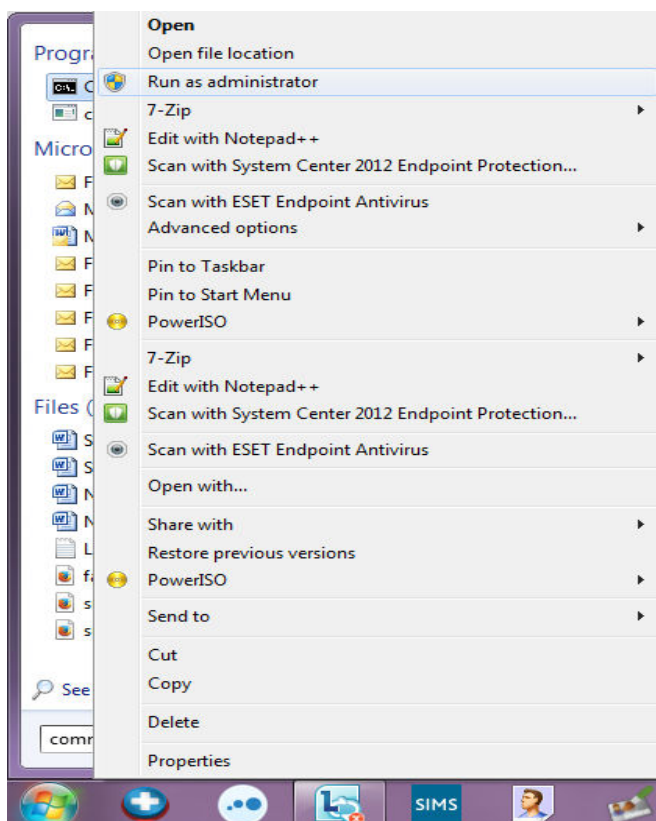 Open
Open file location
Run as administrator
7-Zip
Edit with Notepad++
Scan with System Center 2012 Endpoint Protection...
Scan with ESET Endpoint Antivirus
Advanced options
Pin to Taskbar
Pin to Start Menu
PowerISO
7-Zip
Edit with Notepad++
Scan with System Center 2012 Endpoint Protection...
Scan with ESET Endpoint Antivirus
Open with...
Share with
Restore previous versions
PowerISO
Send to
Cut
Copy
Delete
Properties
Files (
See
SIMS